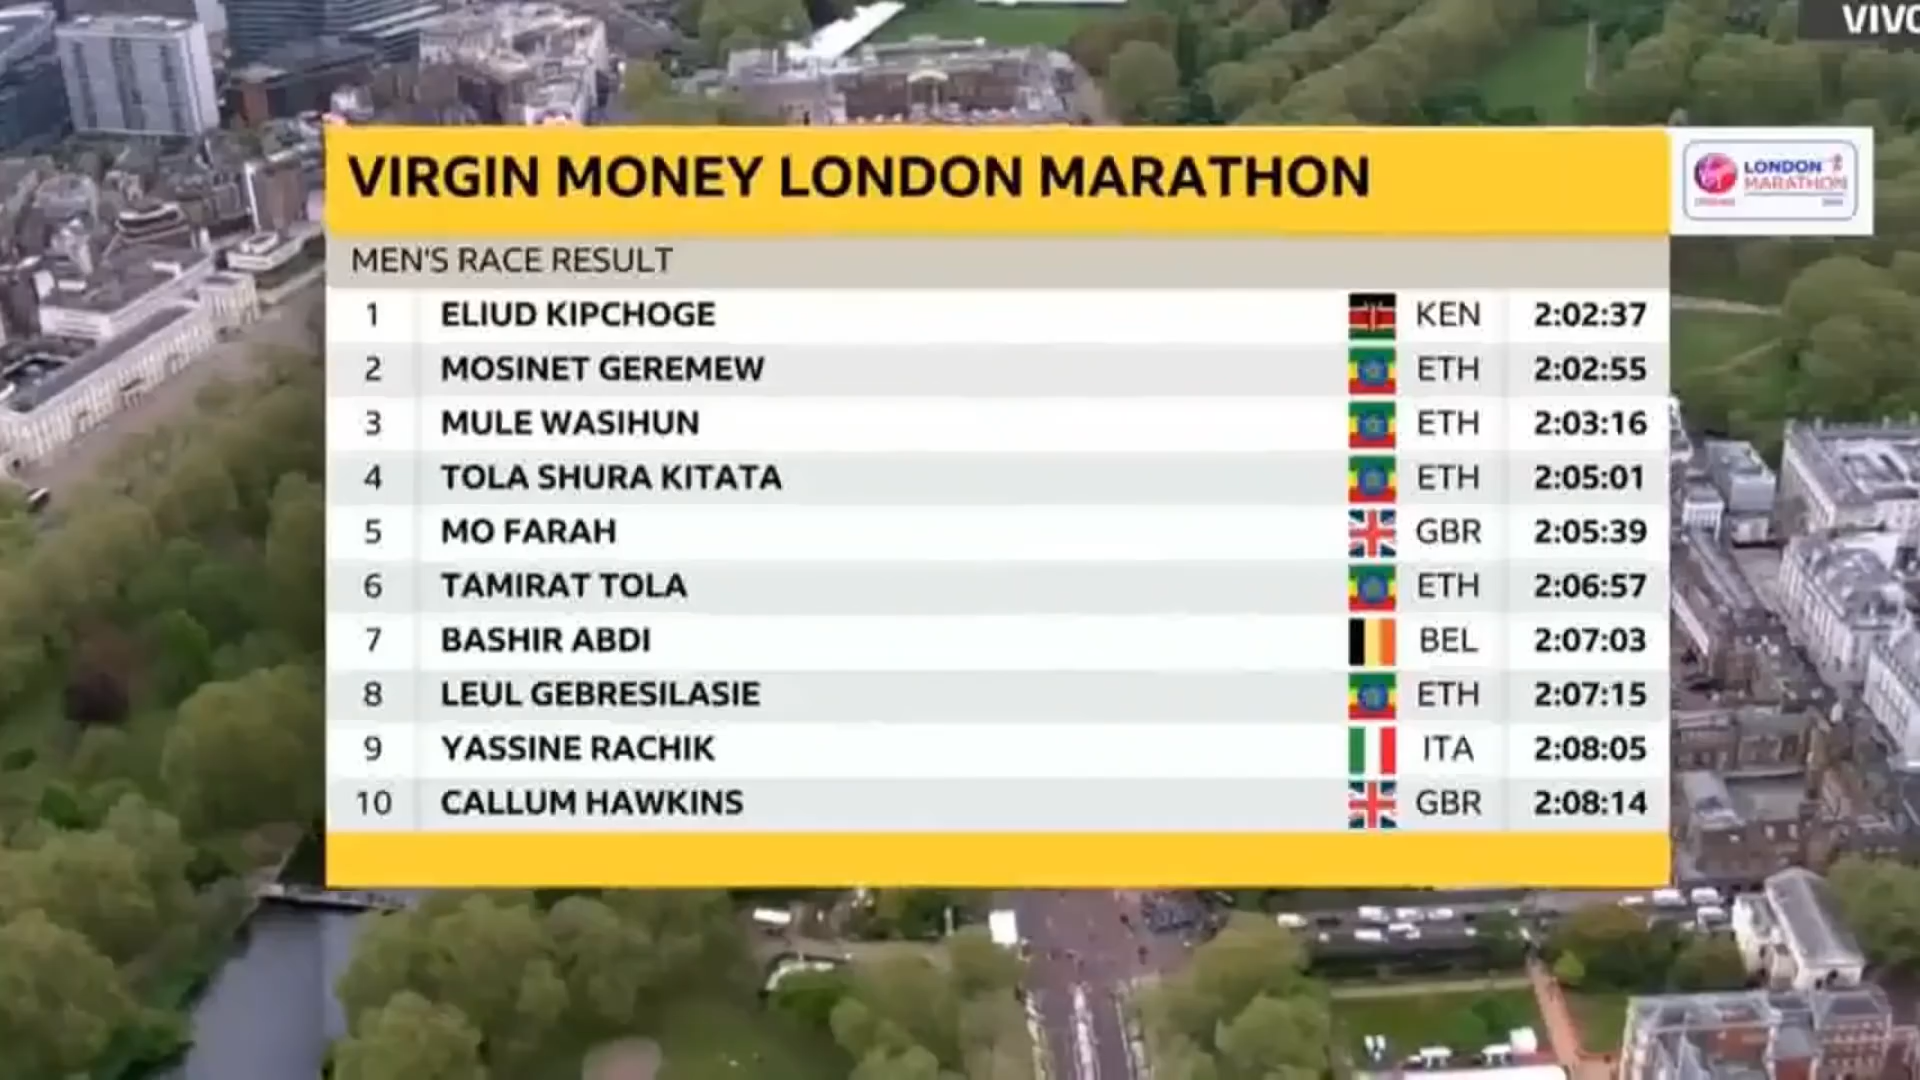 VIVO
VIRGIN MONEY LONDON MARATHON
LONDON
MARATHON
MEN'S RACE RESULT
1 ELIUD KIPCHOGE KEN 2:02:37
2 MOSINET GEREMEW ETH 2:02:55
3 MULE WASIHUN ETH 2:03:16
4 TOLA SHURA KITATA ETH 2:05:01
5 MO FARAH GBR 2:05:39
6 TAMIRAT TOLA ETH 2:06:57
7 BASHIR ABDI BEL 2:07:03
8 LEUL GEBRESILASIE ETH 2:07:15
9 YASSINE RACHIK ITA 2:08:05
10 CALLUM HAWKINS GBR 2:08:14